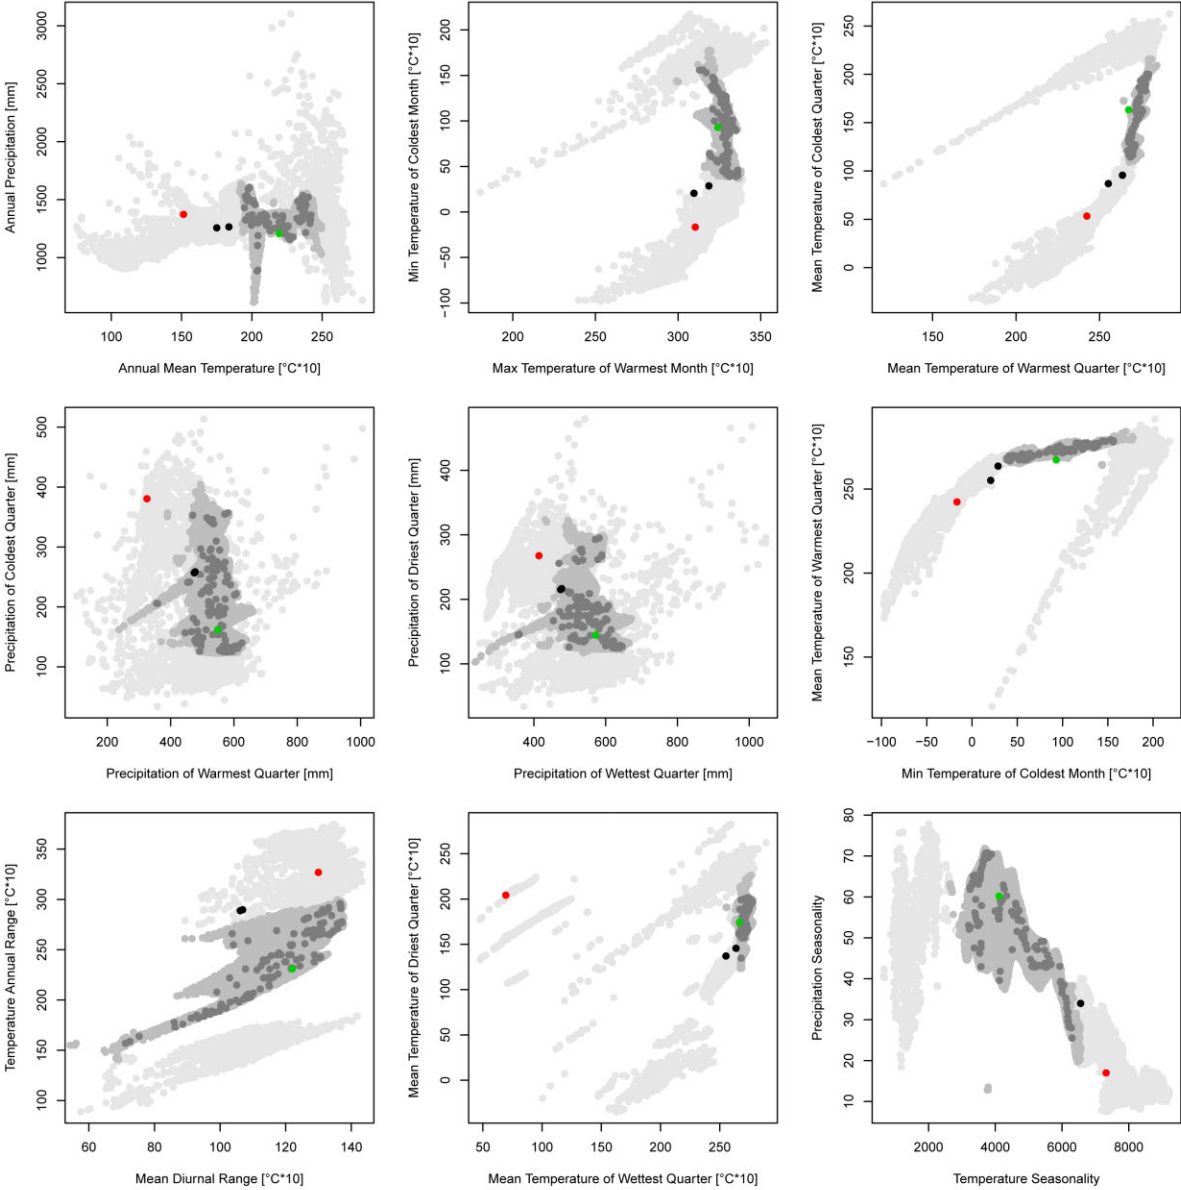 Annual Precipitation [mm]
3000
2500
2000
1500
1000
100 150 200 250
Annual Mean Temperature [°C*10]
Min Temperature of Coldest Month [°C*10]
200
150
100
50
0
−50
−100
200 250 300 350
Max Temperature of Warmest Month [°C*10]
Mean Temperature of Coldest Quarter [°C*10]
250
200
150
100
50
0
150 200 250
Mean Temperature of Warmest Quarter [°C*10]
Precipitation of Coldest Quarter [mm]
500
400
300
200
100
200 400 600 800 1000
Precipitation of Warmest Quarter [mm]
Precipitation of Driest Quarter [mm]
400
300
200
100
400 600 800 1000
Precipitation of Wettest Quarter [mm]
Mean Temperature of Warmest Quarter [°C*10]
250
200
150
−100 −50 0 50 100 150 200
Min Temperature of Coldest Month [°C*10]
Temperature Annual Range [°C*10]
350
300
250
200
150
100
60 80 100 120 140
Mean Diurnal Range [°C*10]
Mean Temperature of Driest Quarter [°C*10]
250
200
150
100
50
0
50 100 150 200 250
Mean Temperature of Wettest Quarter [°C*10]
Precipitation Seasonality
80
70
60
50
40
30
20
10
2000 4000 6000 8000
Temperature Seasonality